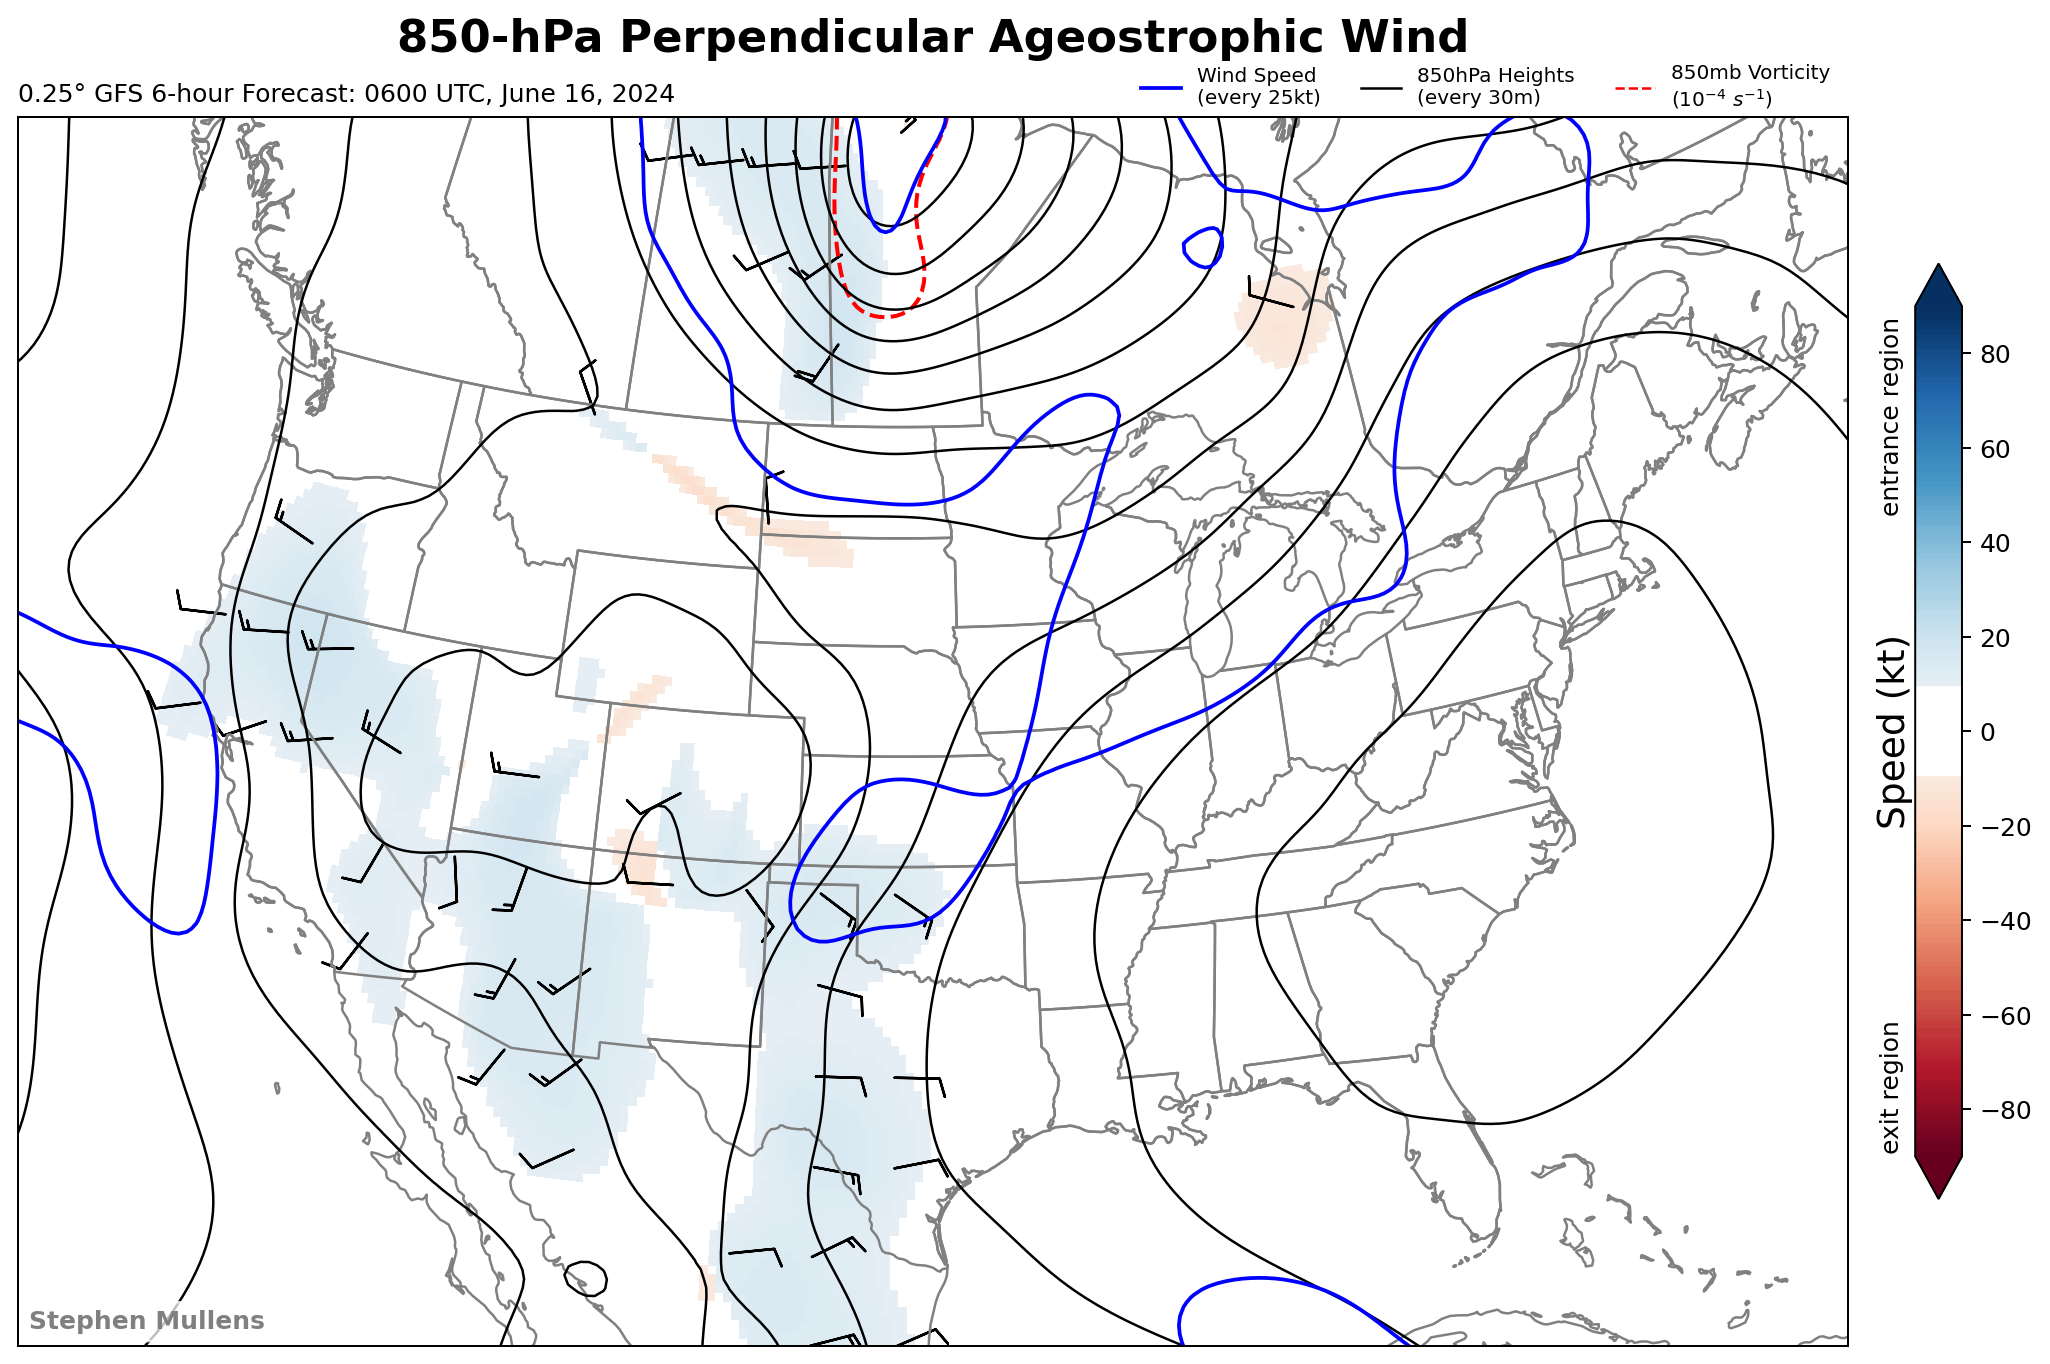 850-hPa Perpendicular Ageostrophic Wind
0.25° GFS 6-hour Forecast: 0600 UTC, June 16, 2024
Wind Speed
(every 25kt)
850hPa Heights
(every 30m)
850mb Vorticity
(10⁻⁴ s⁻¹)
entrance region
Speed (kt)
exit region
80
60
40
20
0
−20
−40
−60
−80
Stephen Mullens